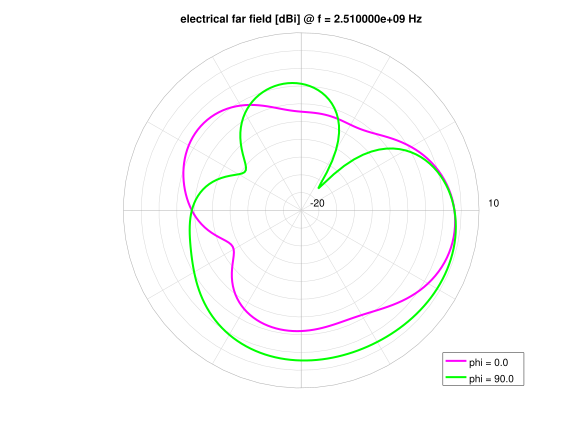 electrical far field [dBi] @ f = 2.510000e+09 Hz
-20
10
phi = 0.0
phi = 90.0